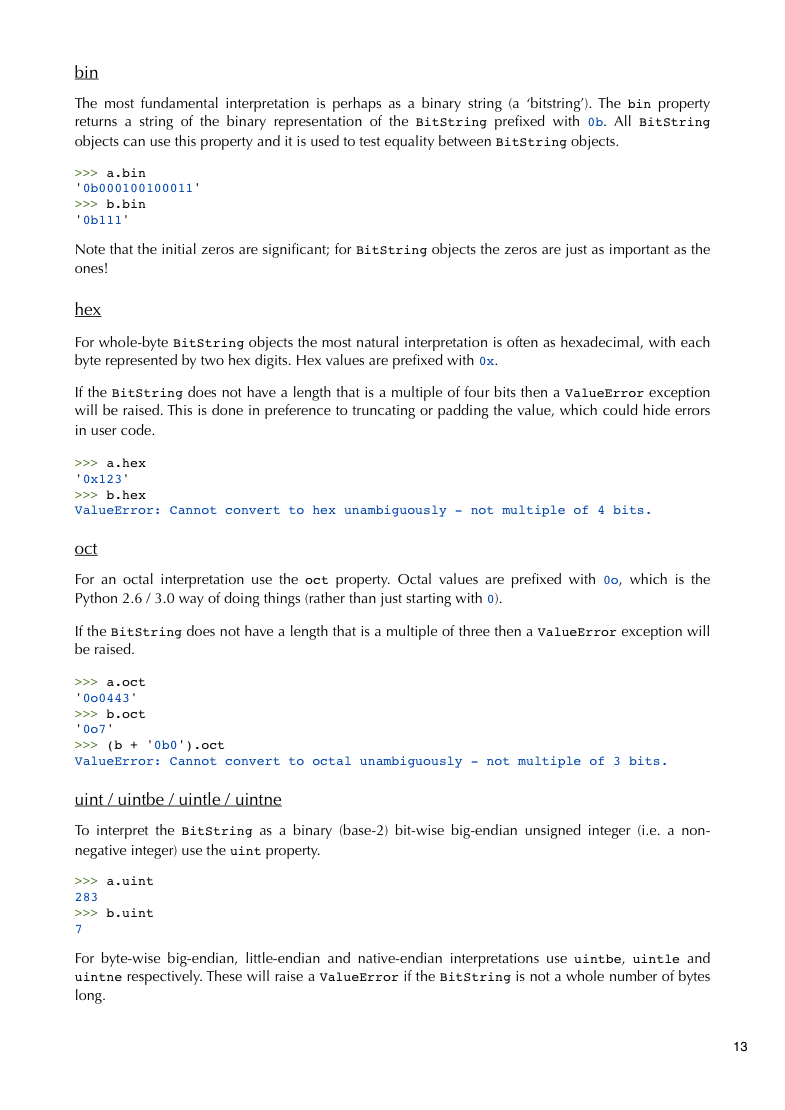 bin
The most fundamental interpretation is perhaps as a binary string (a ‘bitstring’). The bin property
returns a string of the binary representation of the BitString prefixed with 0b. All BitString
objects can use this property and it is used to test equality between BitString objects.
>>> a.bin
'0b000100100011'
>>> b.bin
'0b111'
Note that the initial zeros are significant; for BitString objects the zeros are just as important as the
ones!
hex
For whole-byte BitString objects the most natural interpretation is often as hexadecimal, with each
byte represented by two hex digits. Hex values are prefixed with 0x.
If the BitString does not have a length that is a multiple of four bits then a ValueError exception
will be raised. This is done in preference to truncating or padding the value, which could hide errors
in user code.
>>> a.hex
'0x123'
>>> b.hex
ValueError: Cannot convert to hex unambiguously - not multiple of 4 bits.
oct
For an octal interpretation use the oct property. Octal values are prefixed with 0o, which is the
Python 2.6 / 3.0 way of doing things (rather than just starting with 0).
If the BitString does not have a length that is a multiple of three then a ValueError exception will
be raised.
>>> a.oct
'0o0443'
>>> b.oct
'0o7'
>>> (b + '0b0').oct
ValueError: Cannot convert to octal unambiguously - not multiple of 3 bits.
uint / uintbe / uintle / uintne
To interpret the BitString as a binary (base-2) bit-wise big-endian unsigned integer (i.e. a non-
negative integer) use the uint property.
>>> a.uint
283
>>> b.uint
7
For byte-wise big-endian, little-endian and native-endian interpretations use uintbe, uintle and
uintne respectively. These will raise a ValueError if the BitString is not a whole number of bytes
long.
13